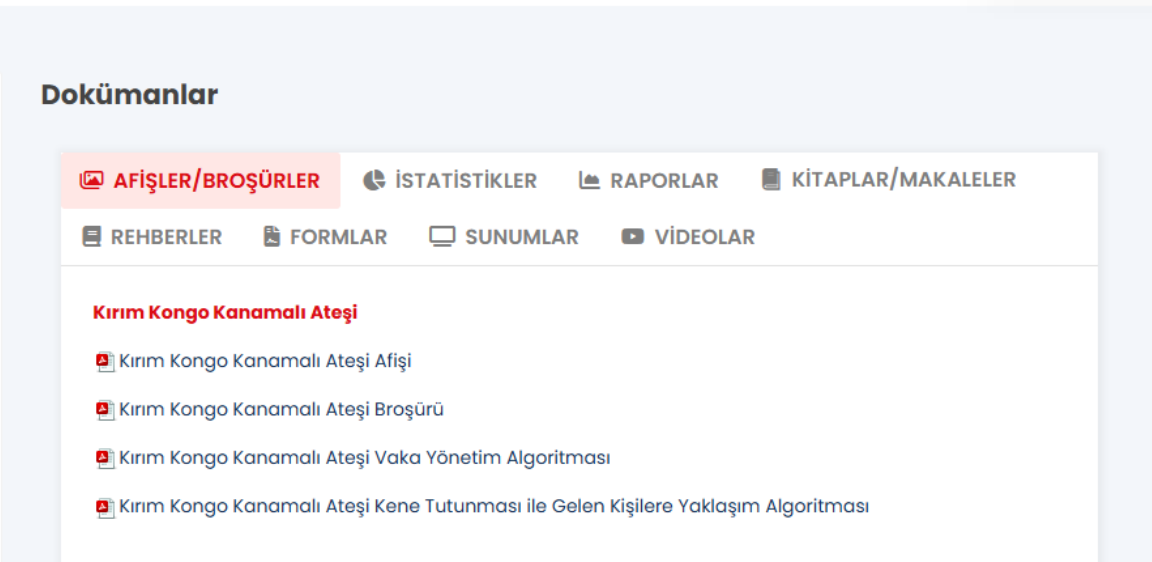 Dokümanlar
AFİŞLER/BROŞÜRLER İSTATİSTİKLER RAPORLAR KİTAPLAR/MAKALELER
REHBERLER FORMLAR SUNUMLAR VİDEOLAR
Kırım Kongo Kanamalı Ateşi
Kırım Kongo Kanamalı Ateşi Afişi
Kırım Kongo Kanamalı Ateşi Broşürü
Kırım Kongo Kanamalı Ateşi Vaka Yönetim Algoritması
Kırım Kongo Kanamalı Ateşi Kene Tutunması ile Gelen Kişilere Yaklaşım Algoritması